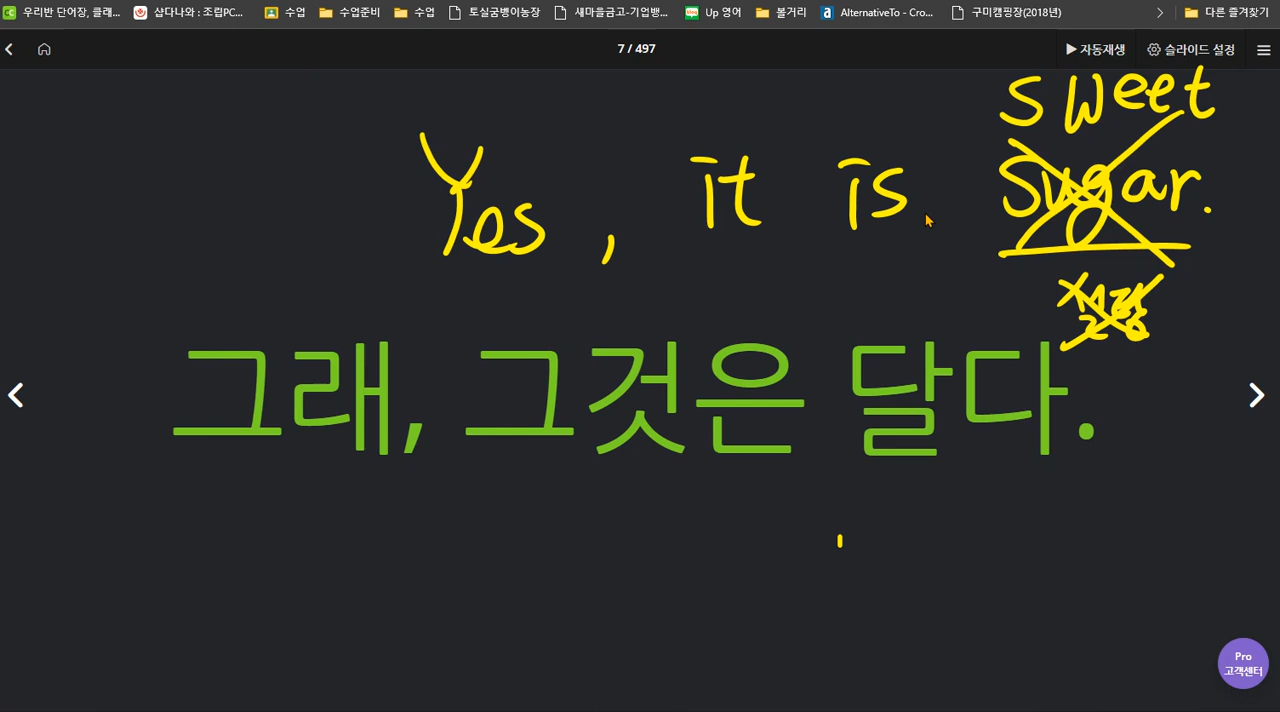 우리반 단어장, 클래... 샵다나와 : 조립PC... 수업 수업준비 수업 토실굼벵이농장 새마을금고-기업뱅... Up 영어 볼거리 AlternativeTo - Cro... 구미캠핑장(2018년) 다른 즐겨찾기
7 / 497 자동재생 슬라이드 설정
sweet
Yes, it is sugar.
그래, 그것은 달다.
Pro
고객센터